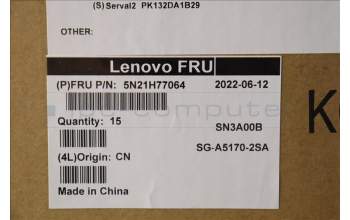 (S) Serval2 PK132DA1B29
OTHER:
Lenovo FRU
(P)FRU P/N: 5N21H77064 2022-06-12
Quantity: 15 SN3A00B
SG-A5170-2SA
(4L)Origin: CN
Made in China
K